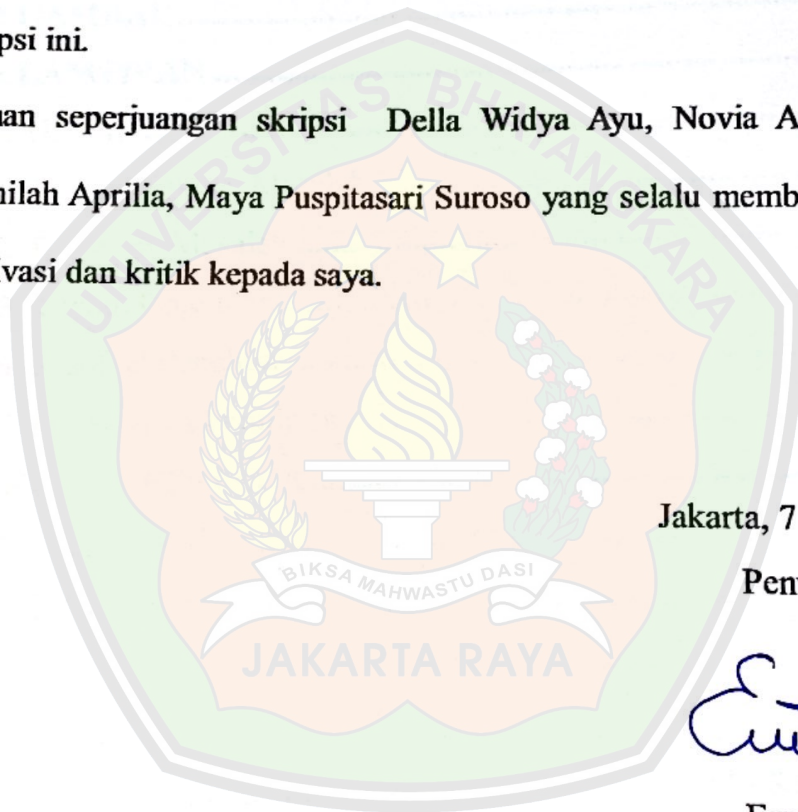 psi ini.
an seperjuangan skripsi Della Widya Ayu, Novia A
nilah Aprilia, Maya Puspitasari Suroso yang selalu memb
vasi dan kritik kepada saya.
UNIVERSITAS BHAYANGKARA
BIKSA MAHWASTU DASI
JAKARTA RAYA
Jakarta, 7
Pen